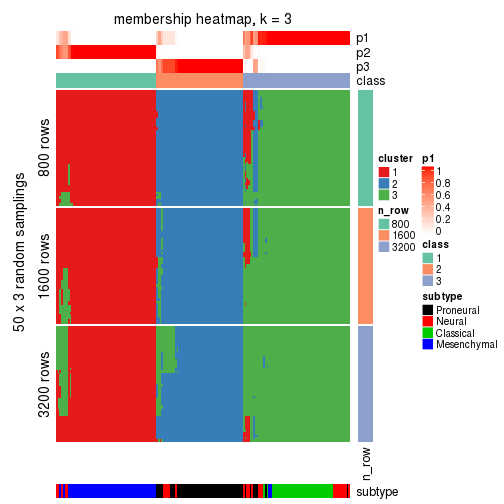 membership heatmap, k = 3
p1
p2
p3
class
50 x 3 random samplings
800 rows
1600 rows
3200 rows
cluster
1
2
3
n_row
800
1600
3200
p1
1
0.8
0.6
0.4
0.2
0
class
1
2
3
subtype
Proneural
Neural
Classical
Mesenchymal
n_row
subtype